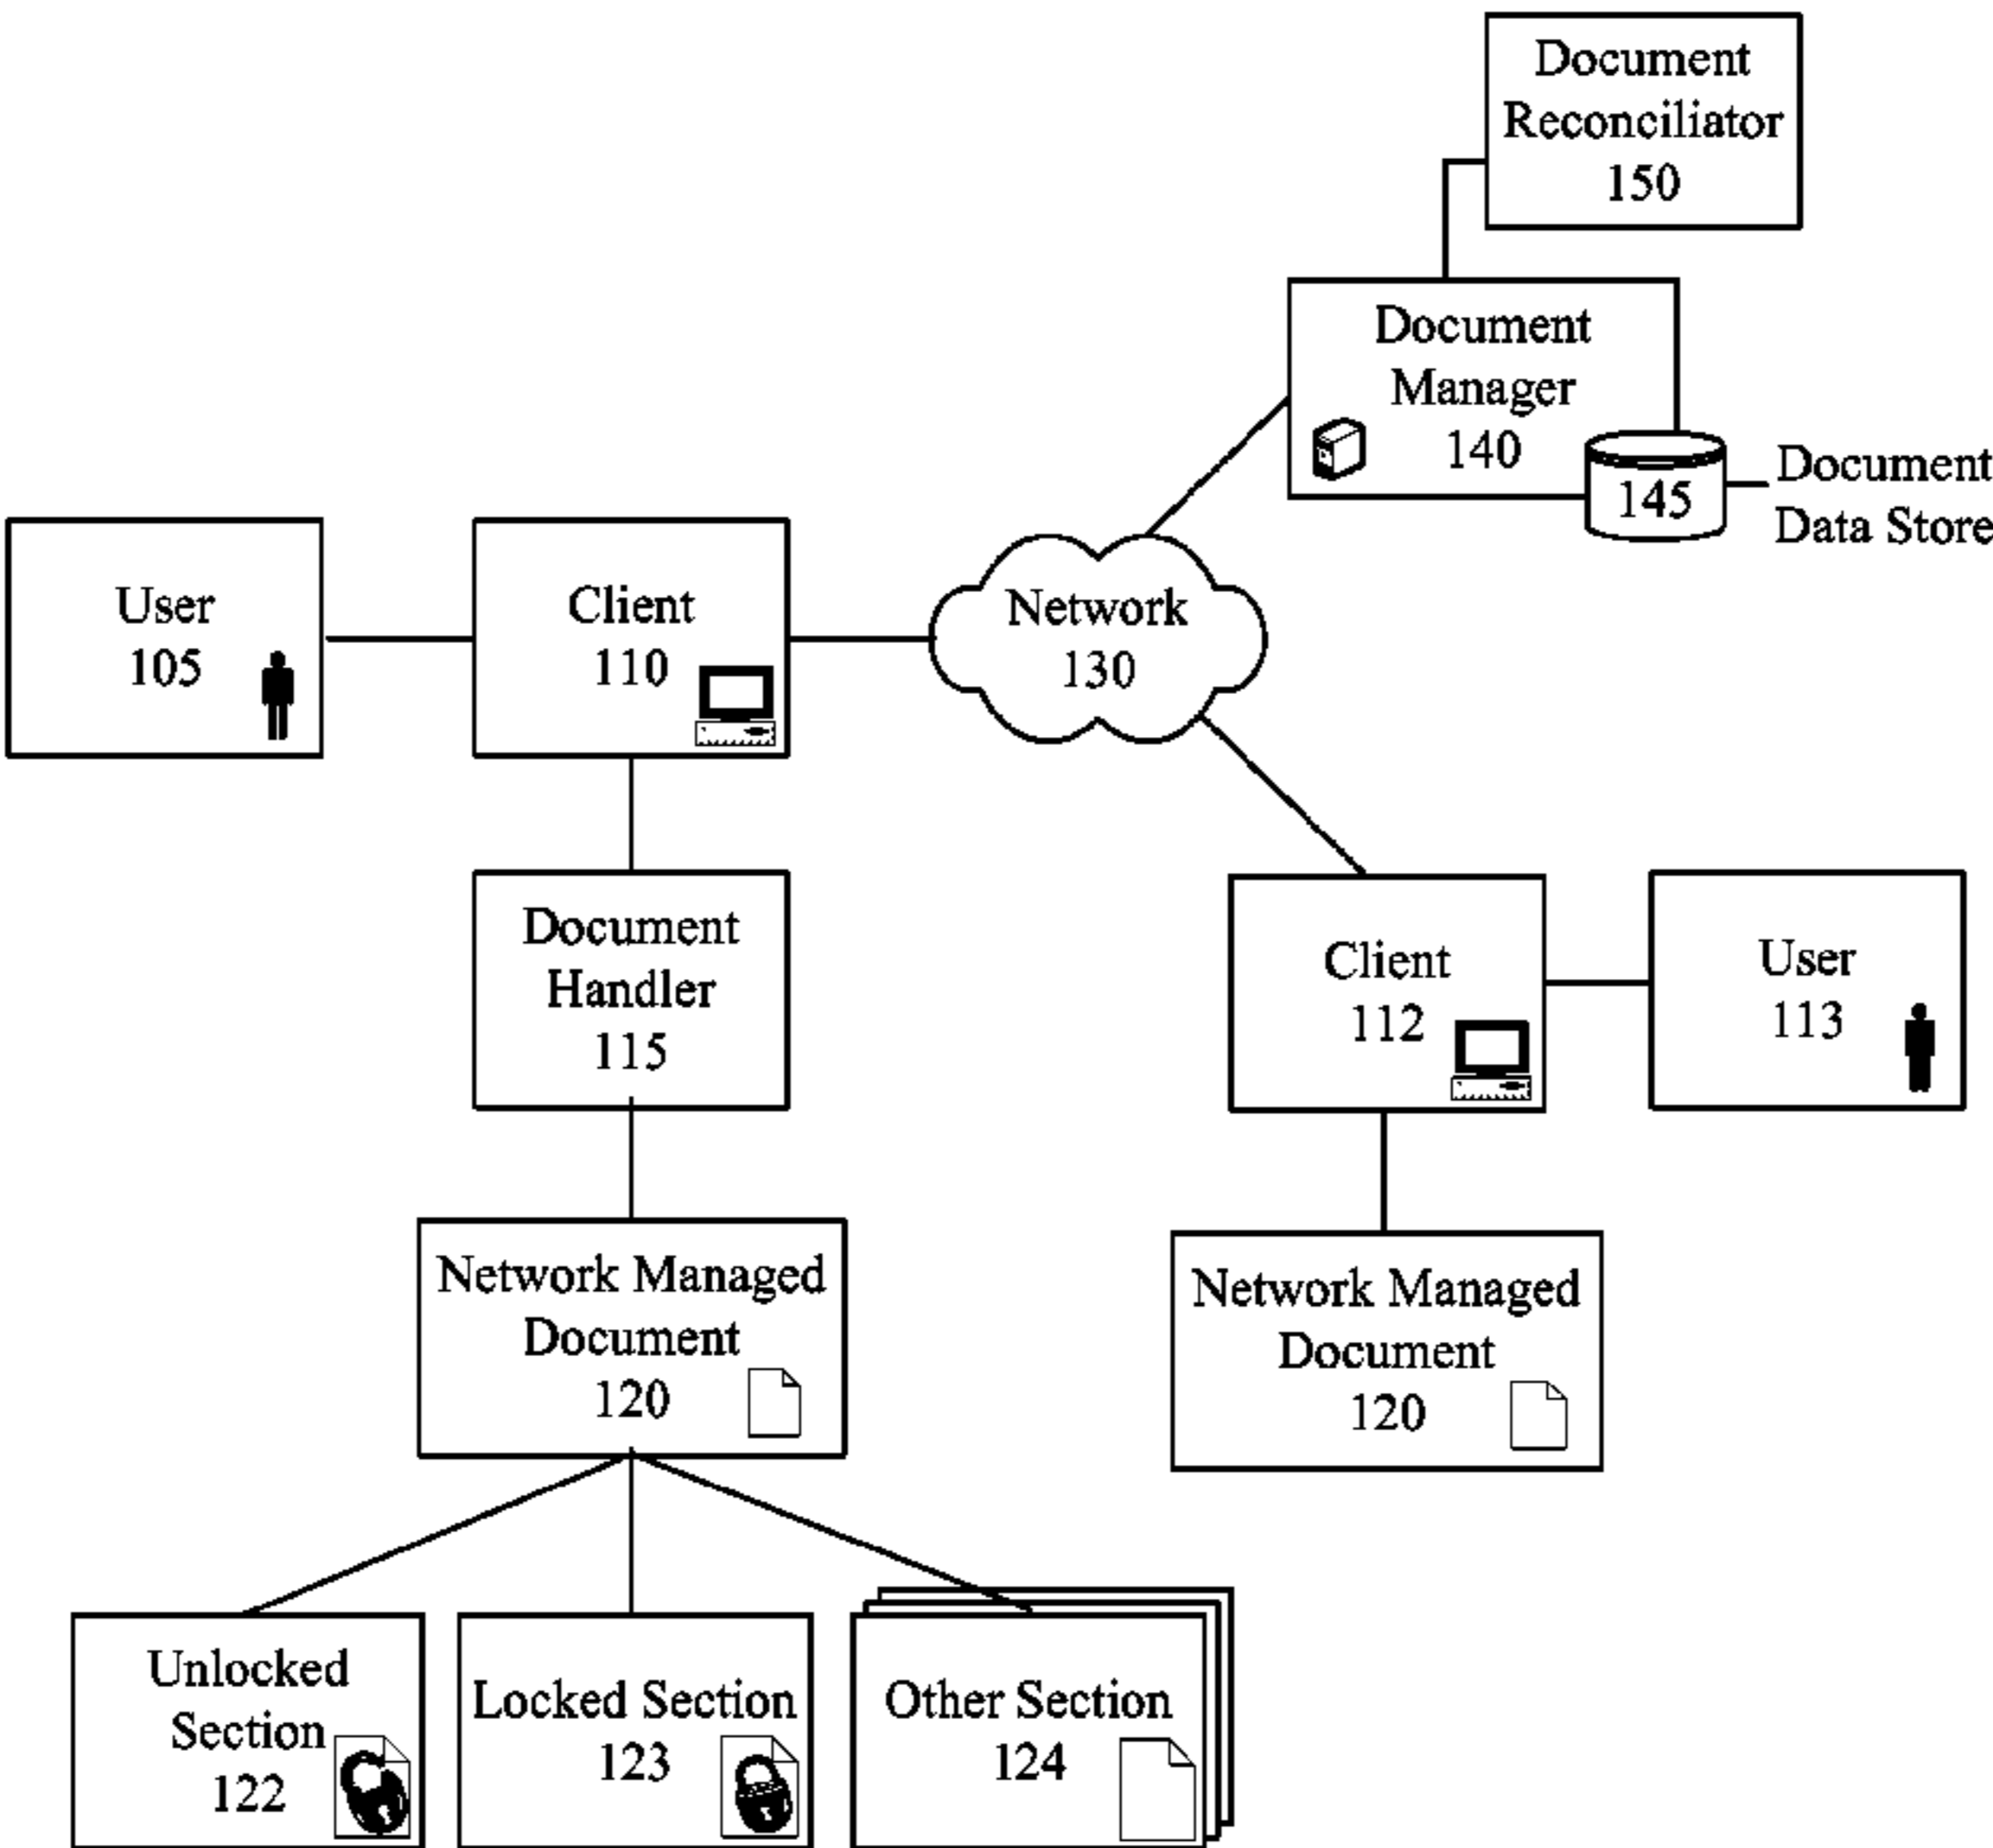 Document
Reconciliator
150
Document
Manager
140
145
Document
Data Store
User
105
Client
110
Network
130
Document
Handler
115
Client
112
User
113
Network Managed
Document
120
Network Managed
Document
120
Unlocked
Section
122
Locked Section
123
Other Section
124